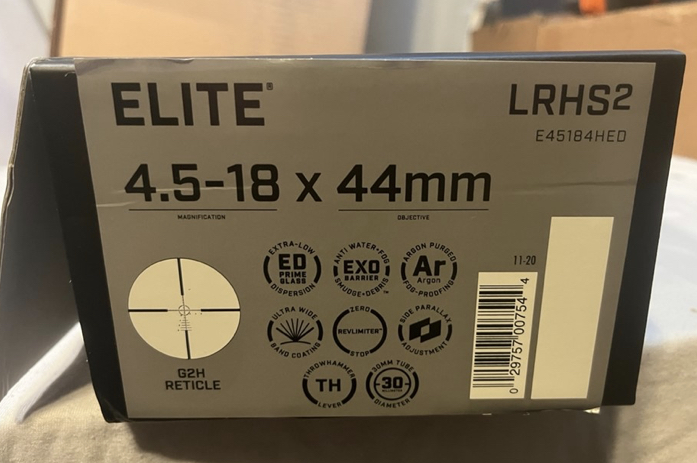 ELITE®
LRHS2
E45184HED
4.5-18 x 44mm
MAGNIFICATION
OBJECTIVE
EXTRA-LOW
ED
PRIME
GLASS
DISPERSION
ANTI WATER•FOG
EXO
BARRIER
SMUDGE•DEBRIS™
ARGON PURGED
Ar
Argon
FOG-PROOFING
11-20
ULTRA WIDE
BAND COATING
ZERO
REVLIMITER™
STOP
SIDE PARALLAX
ADJUSTMENT
G2H
RETICLE
THROWHAMMER
TH
LEVER
30MM TUBE
30
DIAMETER
0 29757 00754 4